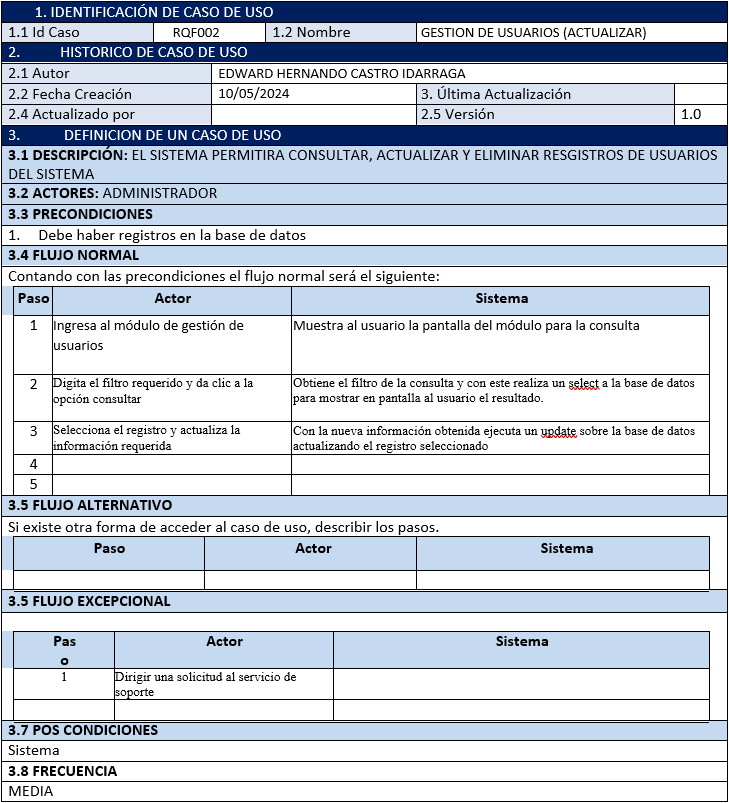 1. IDENTIFICACIÓN DE CASO DE USO
1.1 Id Caso RQF002 1.2 Nombre GESTION DE USUARIOS (ACTUALIZAR)
2. HISTORICO DE CASO DE USO
2.1 Autor EDWARD HERNANDO CASTRO IDARRAGA
2.2 Fecha Creación 10/05/2024 3. Última Actualización
2.4 Actualizado por 2.5 Versión 1.0
3. DEFINICION DE UN CASO DE USO
3.1 DESCRIPCIÓN: EL SISTEMA PERMITIRA CONSULTAR, ACTUALIZAR Y ELIMINAR RESGISTROS DE USUARIOS
DEL SISTEMA
3.2 ACTORES: ADMINISTRADOR
3.3 PRECONDICIONES
1. Debe haber registros en la base de datos
3.4 FLUJO NORMAL
Contando con las precondiciones el flujo normal será el siguiente:
Paso Actor Sistema
1 Ingresa al módulo de gestión de Muestra al usuario la pantalla del módulo para la consulta
usuarios
2 Digita el filtro requerido y da clic a la Obtiene el filtro de la consulta y con este realiza un select a la base de datos
opción consultar para mostrar en pantalla al usuario el resultado.
3 Selecciona el registro y actualiza la Con la nueva información obtenida ejecuta un update sobre la base de datos
información requerida actualizando el registro seleccionado
4
5
3.5 FLUJO ALTERNATIVO
Si existe otra forma de acceder al caso de uso, describir los pasos.
Paso Actor Sistema
3.5 FLUJO EXCEPCIONAL
Pas Actor Sistema
o
1 Dirigir una solicitud al servicio de
soporte
3.7 POS CONDICIONES
Sistema
3.8 FRECUENCIA
MEDIA